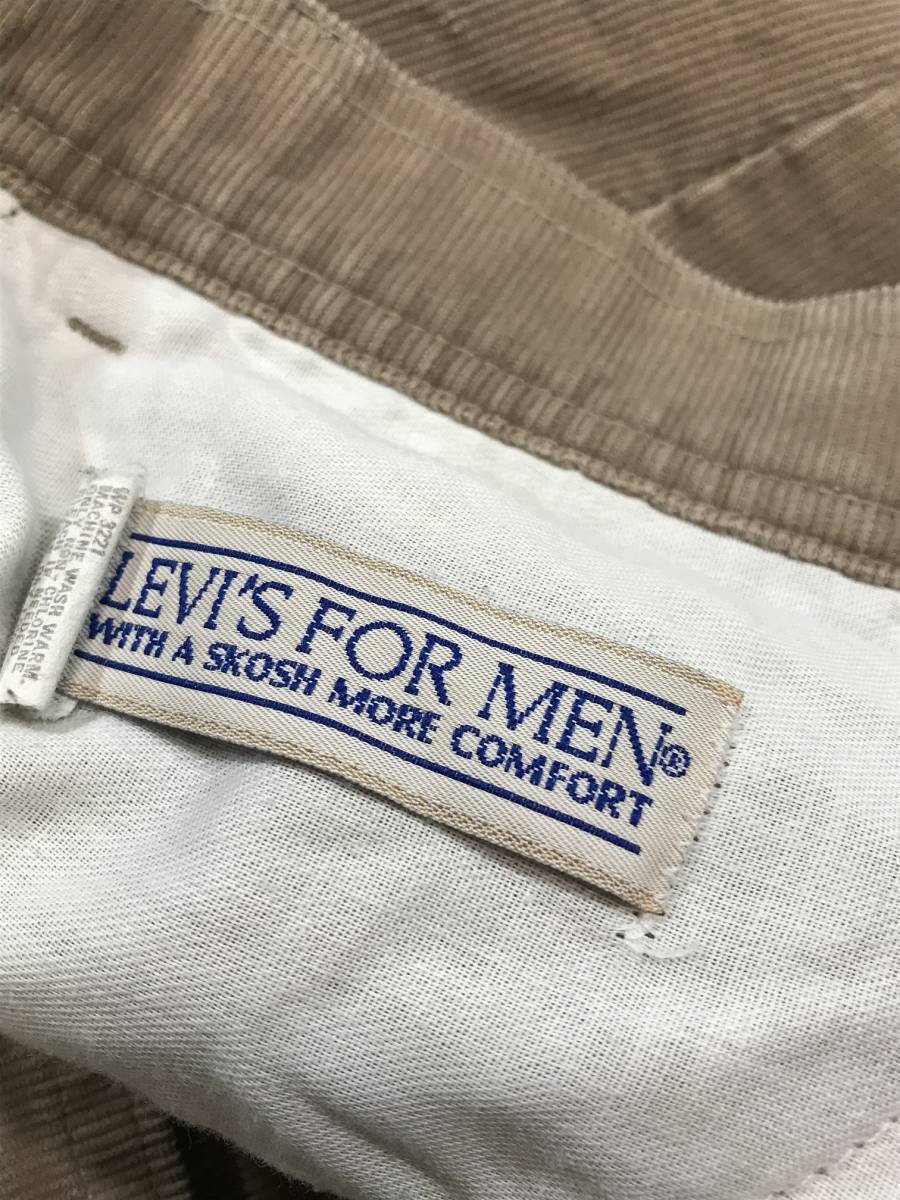 LEVI'S FOR MEN®
WITH A SKOSH MORE COMFORT
MACHINE WASH WARM